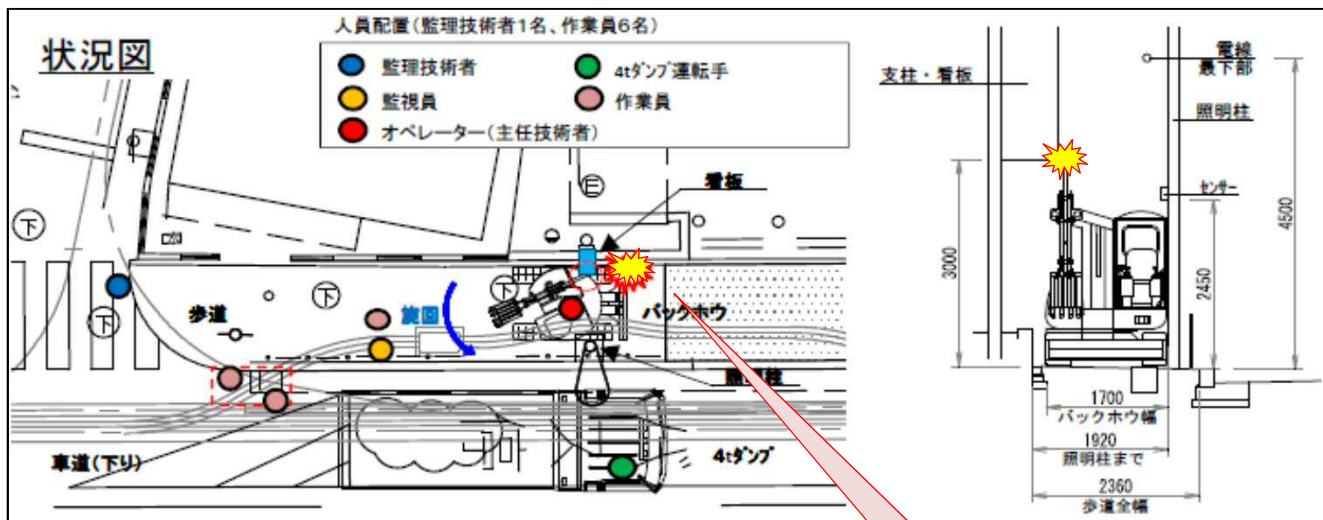 人員配置(監理技術者1名、作業員6名)
状況図
監理技術者
4tダンプ運転手
監視員
作業員
オペレーター(主任技術者)
看板
下
下
下
下
歩道
旋回
バックホウ
照明柱
車道(下り)
4tダンプ
支柱・看板
電線
最下部
照明柱
センサー
3000
2450
4500
1700
バックホウ幅
1920
照明柱まで
2360
歩道全幅